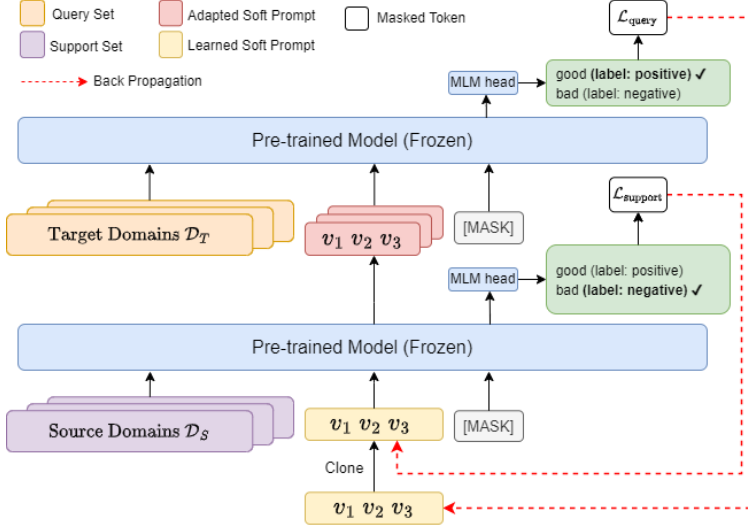 Query Set
Adapted Soft Prompt
Masked Token
Support Set
Learned Soft Prompt
Back Propagation
ℒquery
MLM head
good (label: positive) ✓
bad (label: negative)
Pre-trained Model (Frozen)
ℒsupport
Target Domains 𝒟T
v1 v2 v3
[MASK]
MLM head
good (label: positive)
bad (label: negative) ✓
Pre-trained Model (Frozen)
Source Domains 𝒟S
v1 v2 v3
[MASK]
Clone
v1 v2 v3